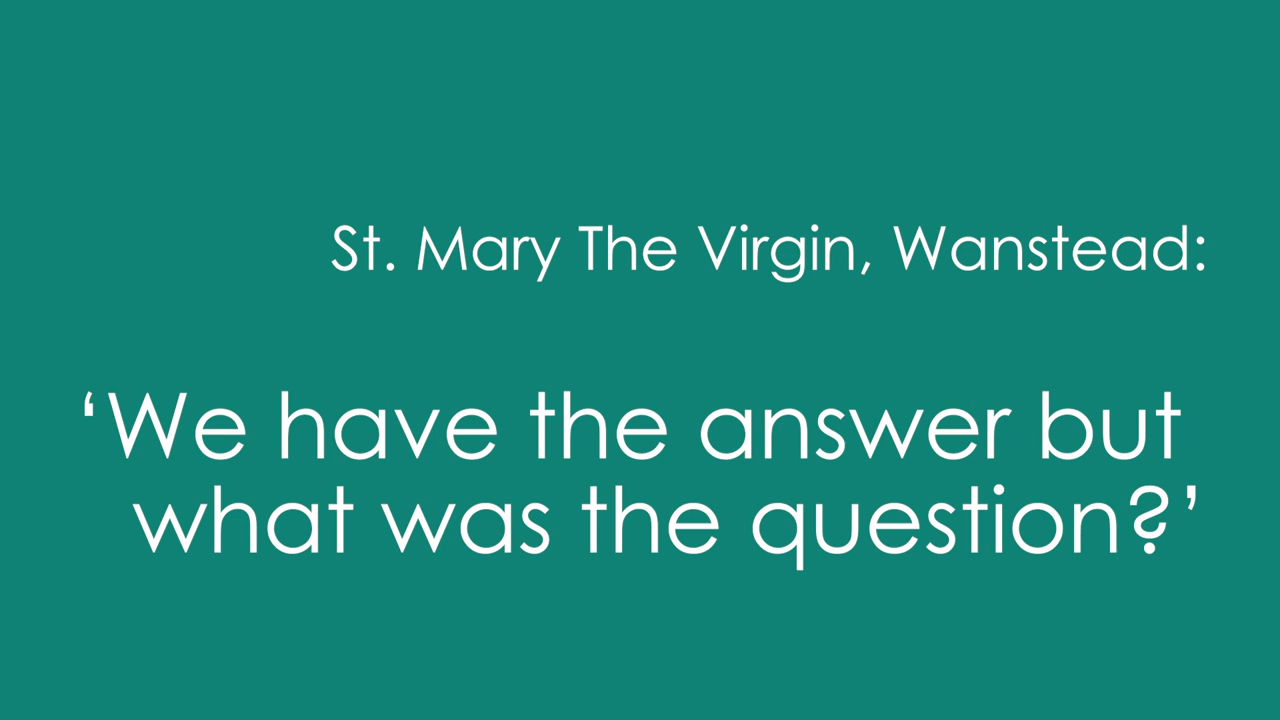 St. Mary The Virgin, Wanstead:
‘We have the answer but
what was the question?’